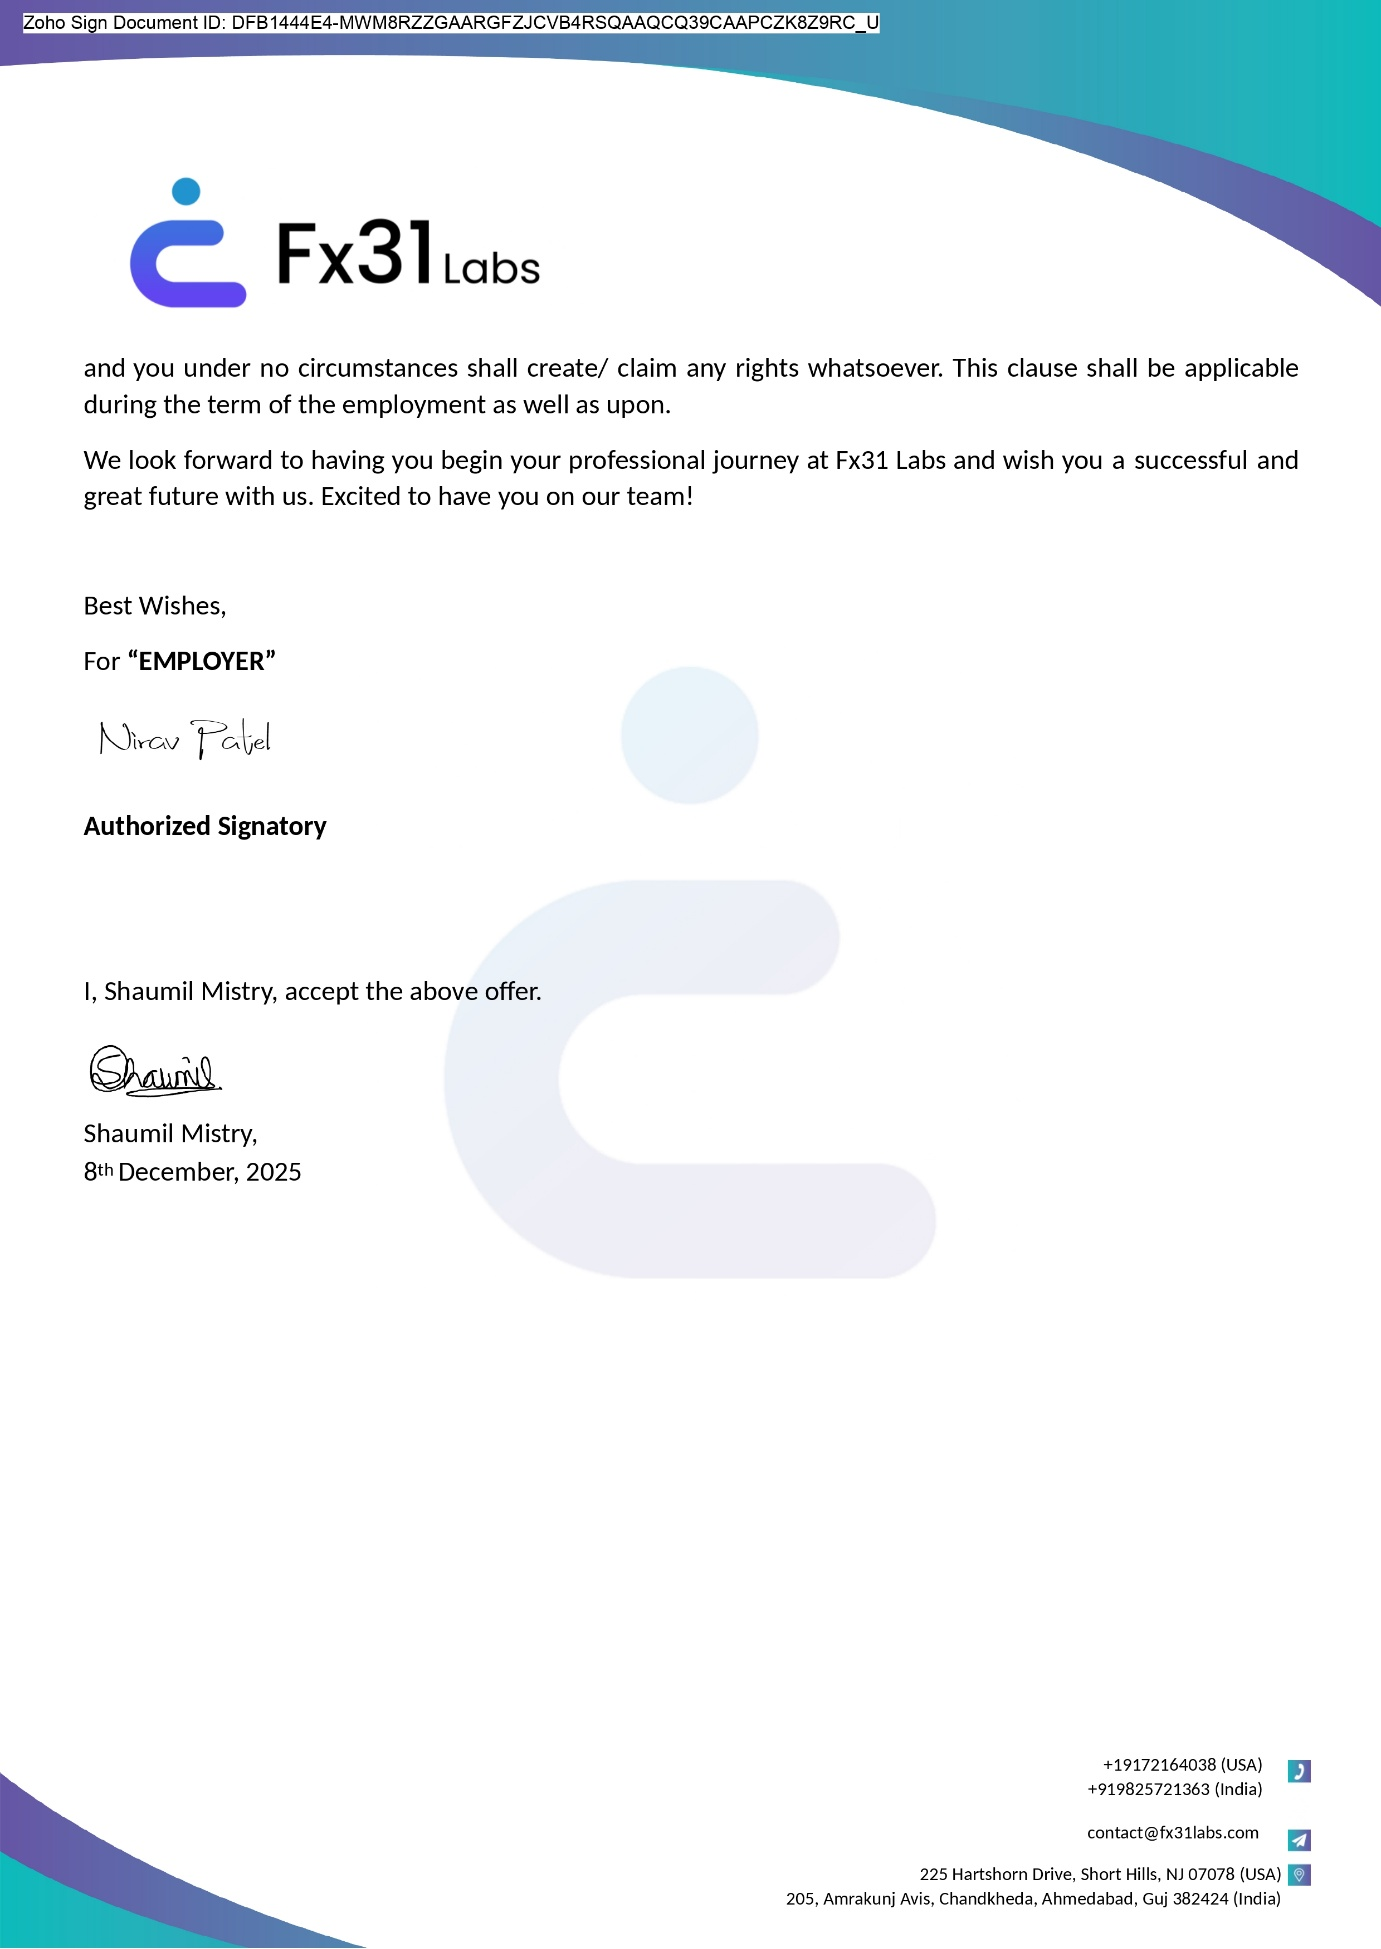 Zoho Sign Document ID: DFB1444E4-MWM8RZZGAARGFZJCVB4RSQAAQCQ39CAAPCZK8Z9RC_U
Fx31 Labs
and you under no circumstances shall create/ claim any rights whatsoever. This clause shall be applicable
during the term of the employment as well as upon.
We look forward to having you begin your professional journey at Fx31 Labs and wish you a successful and
great future with us. Excited to have you on our team!
Best Wishes,
For “EMPLOYER”
Nirav Patel
Authorized Signatory
I, Shaumil Mistry, accept the above offer.
Shaumil
Shaumil Mistry,
8th December, 2025
+19172164038 (USA)
+919825721363 (India)
contact@fx31labs.com
225 Hartshorn Drive, Short Hills, NJ 07078 (USA)
205, Amrakunj Avis, Chandkheda, Ahmedabad, Guj 382424 (India)